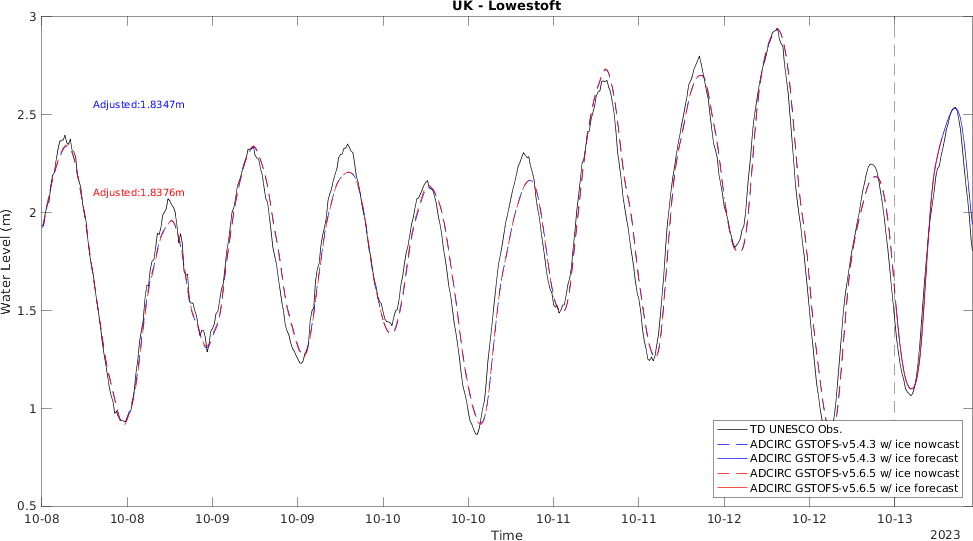 UK - Lowestoft
3
2.5
2
1.5
1
0.5
Water Level (m)
Adjusted:1.8347m
Adjusted:1.8376m
TD UNESCO Obs.
ADCIRC GSTOFS-v5.4.3 w/ ice nowcast
ADCIRC GSTOFS-v5.4.3 w/ ice forecast
ADCIRC GSTOFS-v5.6.5 w/ ice nowcast
ADCIRC GSTOFS-v5.6.5 w/ ice forecast
10-08 10-08 10-09 10-09 10-10 10-10 10-11 10-11 10-12 10-12 10-13
Time
2023